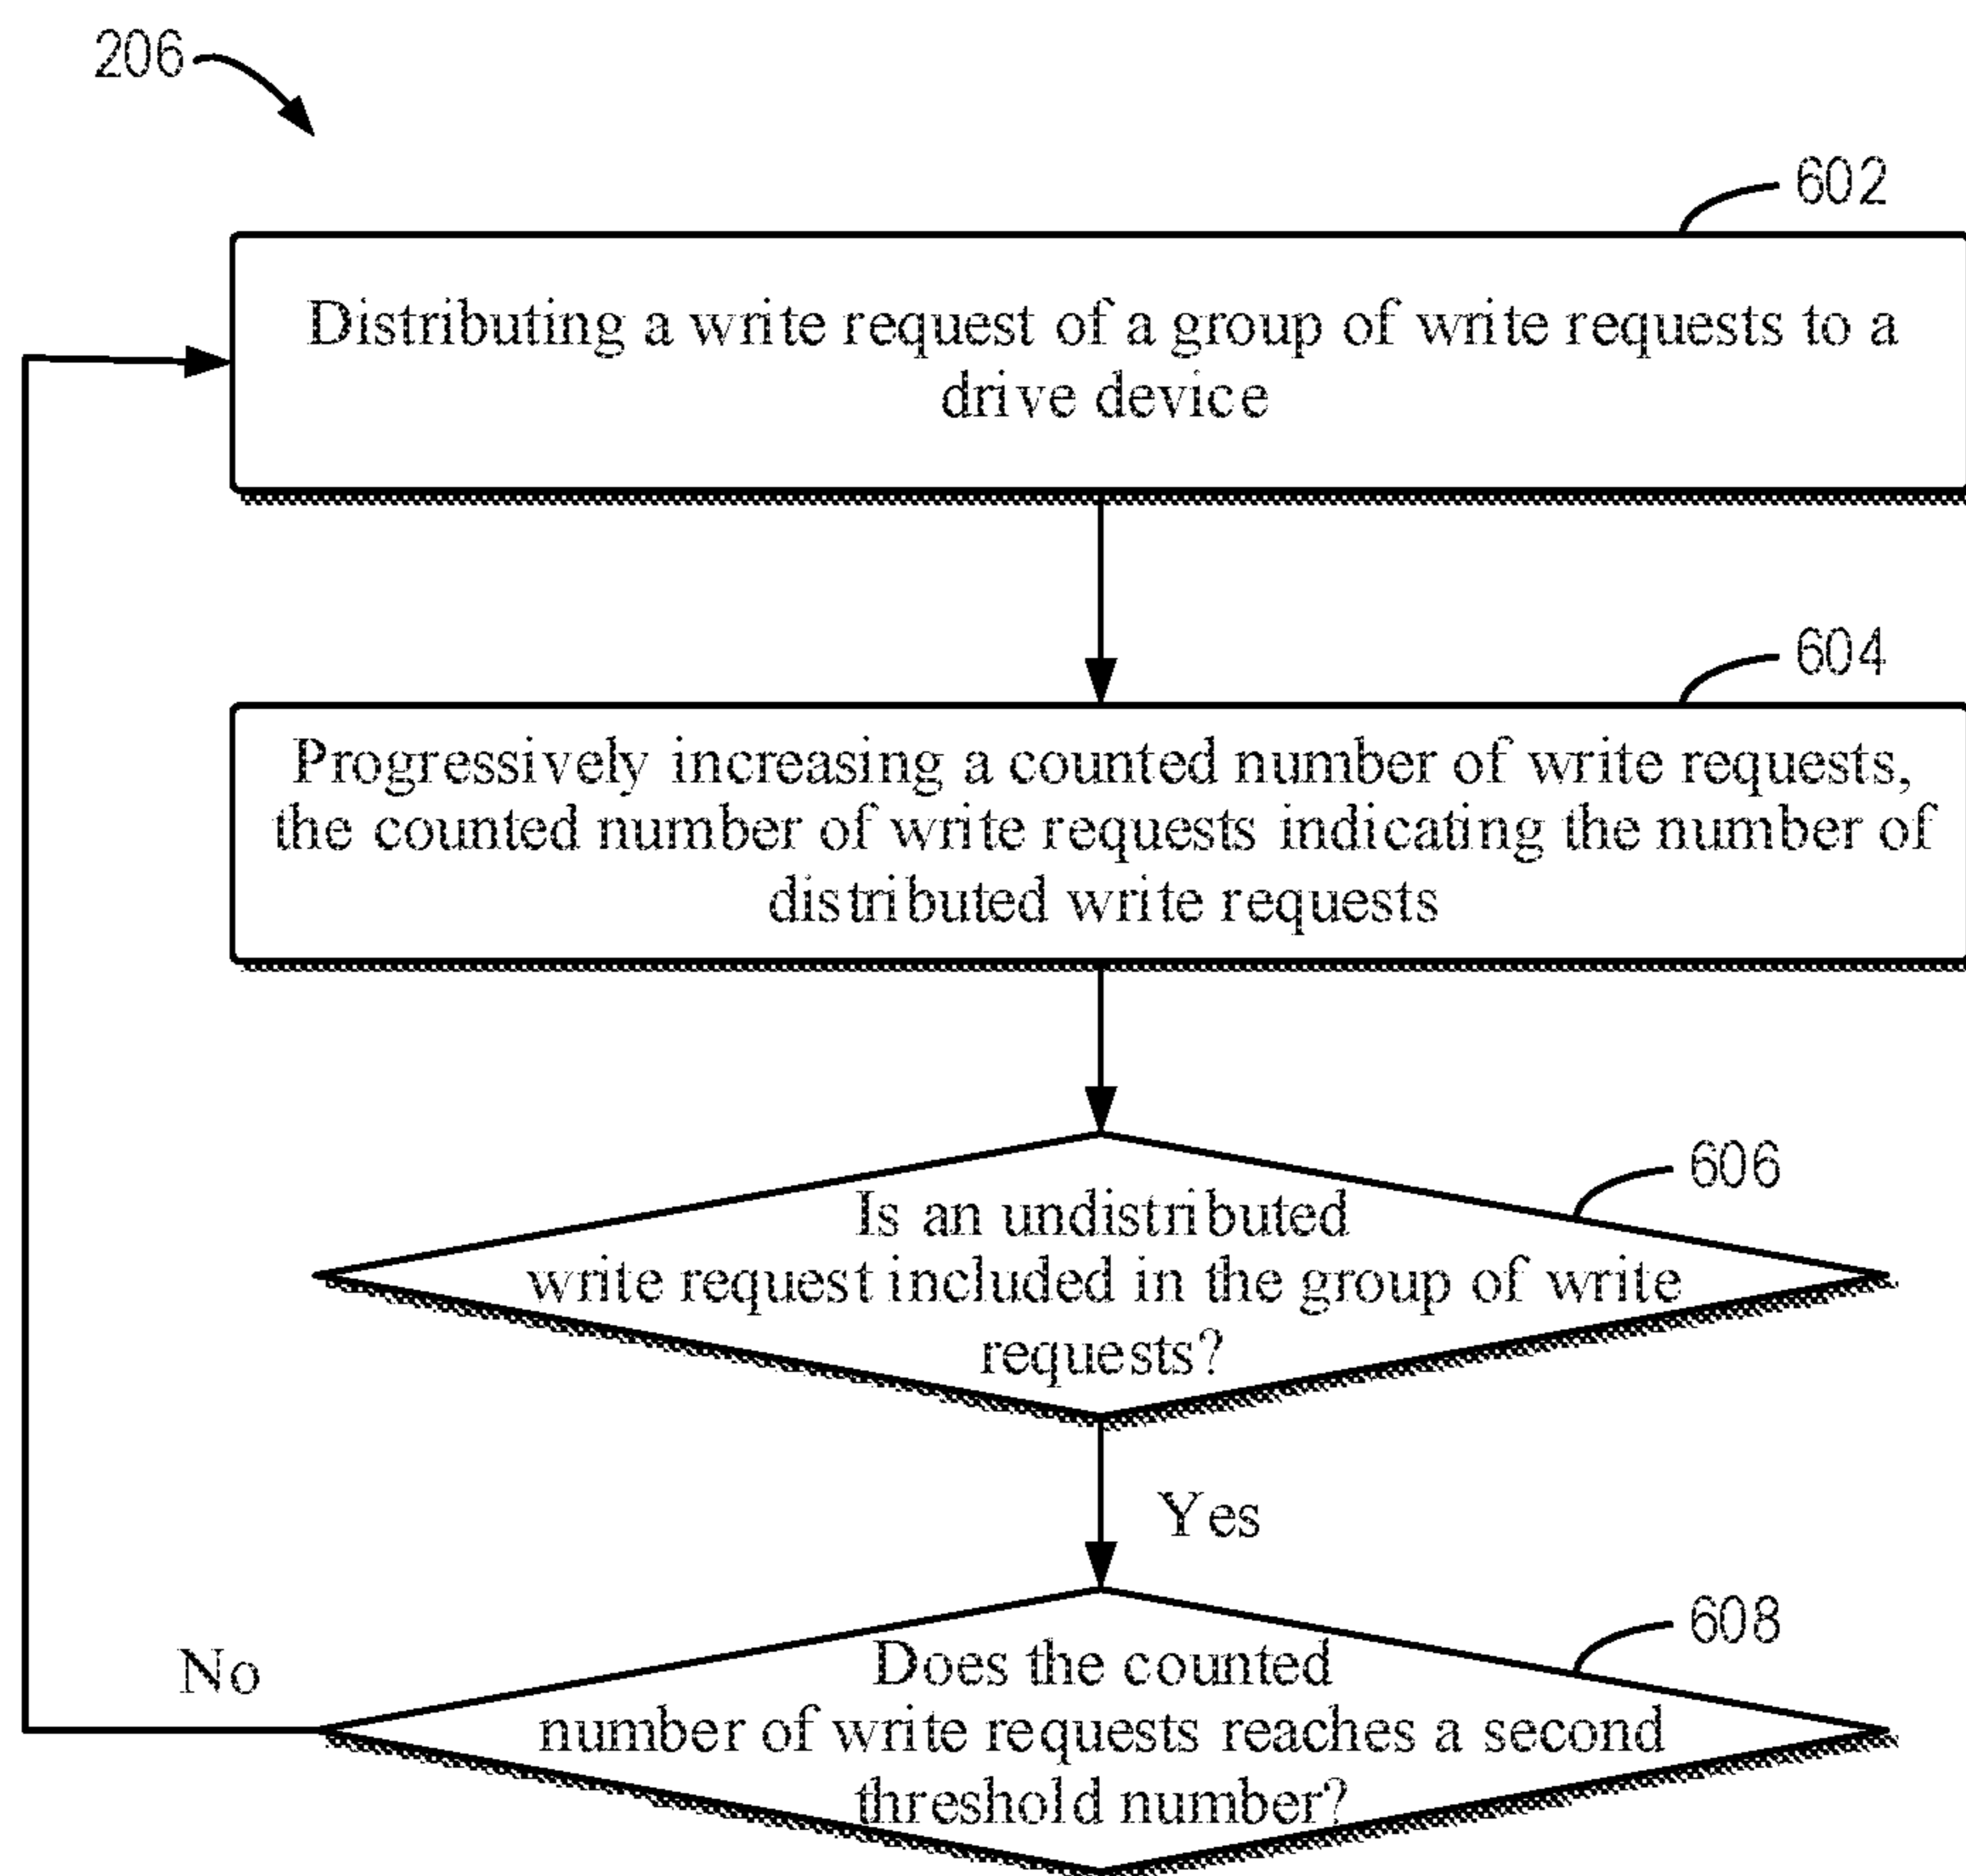 206
602
Distributing a write request of a group of write requests to a
drive device
604
Progressively increasing a counted number of write requests,
the counted number of write requests indicating the number of
distributed write requests
606
Is an undistributed
write request included in the group of write
requests?
Yes
608
No
Does the counted
number of write requests reaches a second
threshold number?